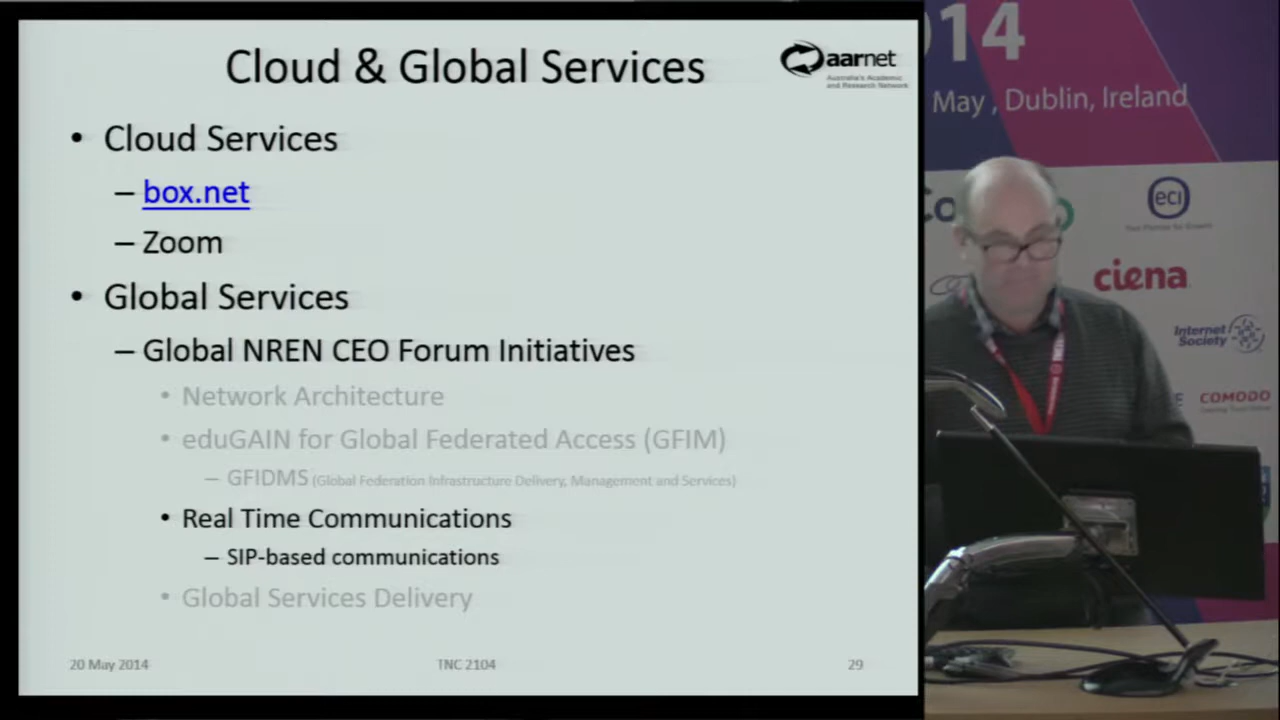 Cloud & Global Services
aarnet
Australia's Academic
and Research Network
• Cloud Services
– box.net
– Zoom
• Global Services
– Global NREN CEO Forum Initiatives
• Network Architecture
• eduGAIN for Global Federated Access (GFIM)
– GFIDMS (Global Federation Infrastructure Delivery, Management and Services)
• Real Time Communications
– SIP-based communications
• Global Services Delivery
20 May 2014
TNC 2104
29
014
May , Dublin, Ireland
Co
eci
ciena
Internet
Society
E
COMODO